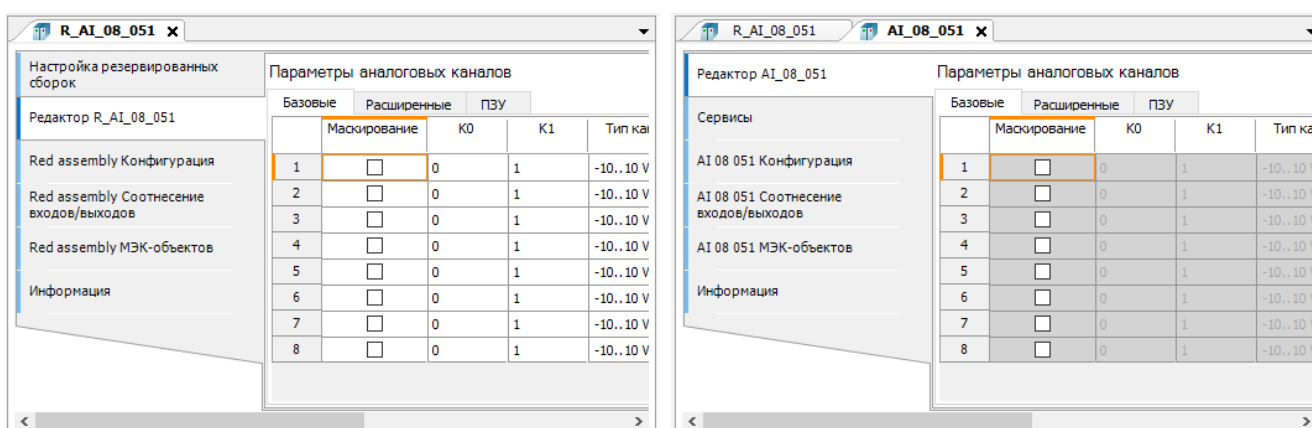 R_AI_08_051
Настройка резервированных
сборок
Редактор R_AI_08_051
Red assembly Конфигурация
Red assembly Соотнесение
входов/выходов
Red assembly МЭК-объектов
Информация
Параметры аналоговых каналов
Базовые Расширенные ПЗУ
Маскирование K0 K1 Тип кан
1 0 1 -10..10 V
2 0 1 -10..10 V
3 0 1 -10..10 V
4 0 1 -10..10 V
5 0 1 -10..10 V
6 0 1 -10..10 V
7 0 1 -10..10 V
8 0 1 -10..10 V
R_AI_08_051 AI_08_051
Редактор AI_08_051
Сервисы
AI 08 051 Конфигурация
AI 08 051 Соотнесение
входов/выходов
AI 08 051 МЭК-объектов
Информация
Параметры аналоговых каналов
Базовые Расширенные ПЗУ
Маскирование K0 K1 Тип ка
1 0 1 -10..10 V
2 0 1 -10..10 V
3 0 1 -10..10 V
4 0 1 -10..10 V
5 0 1 -10..10 V
6 0 1 -10..10 V
7 0 1 -10..10 V
8 0 1 -10..10 V